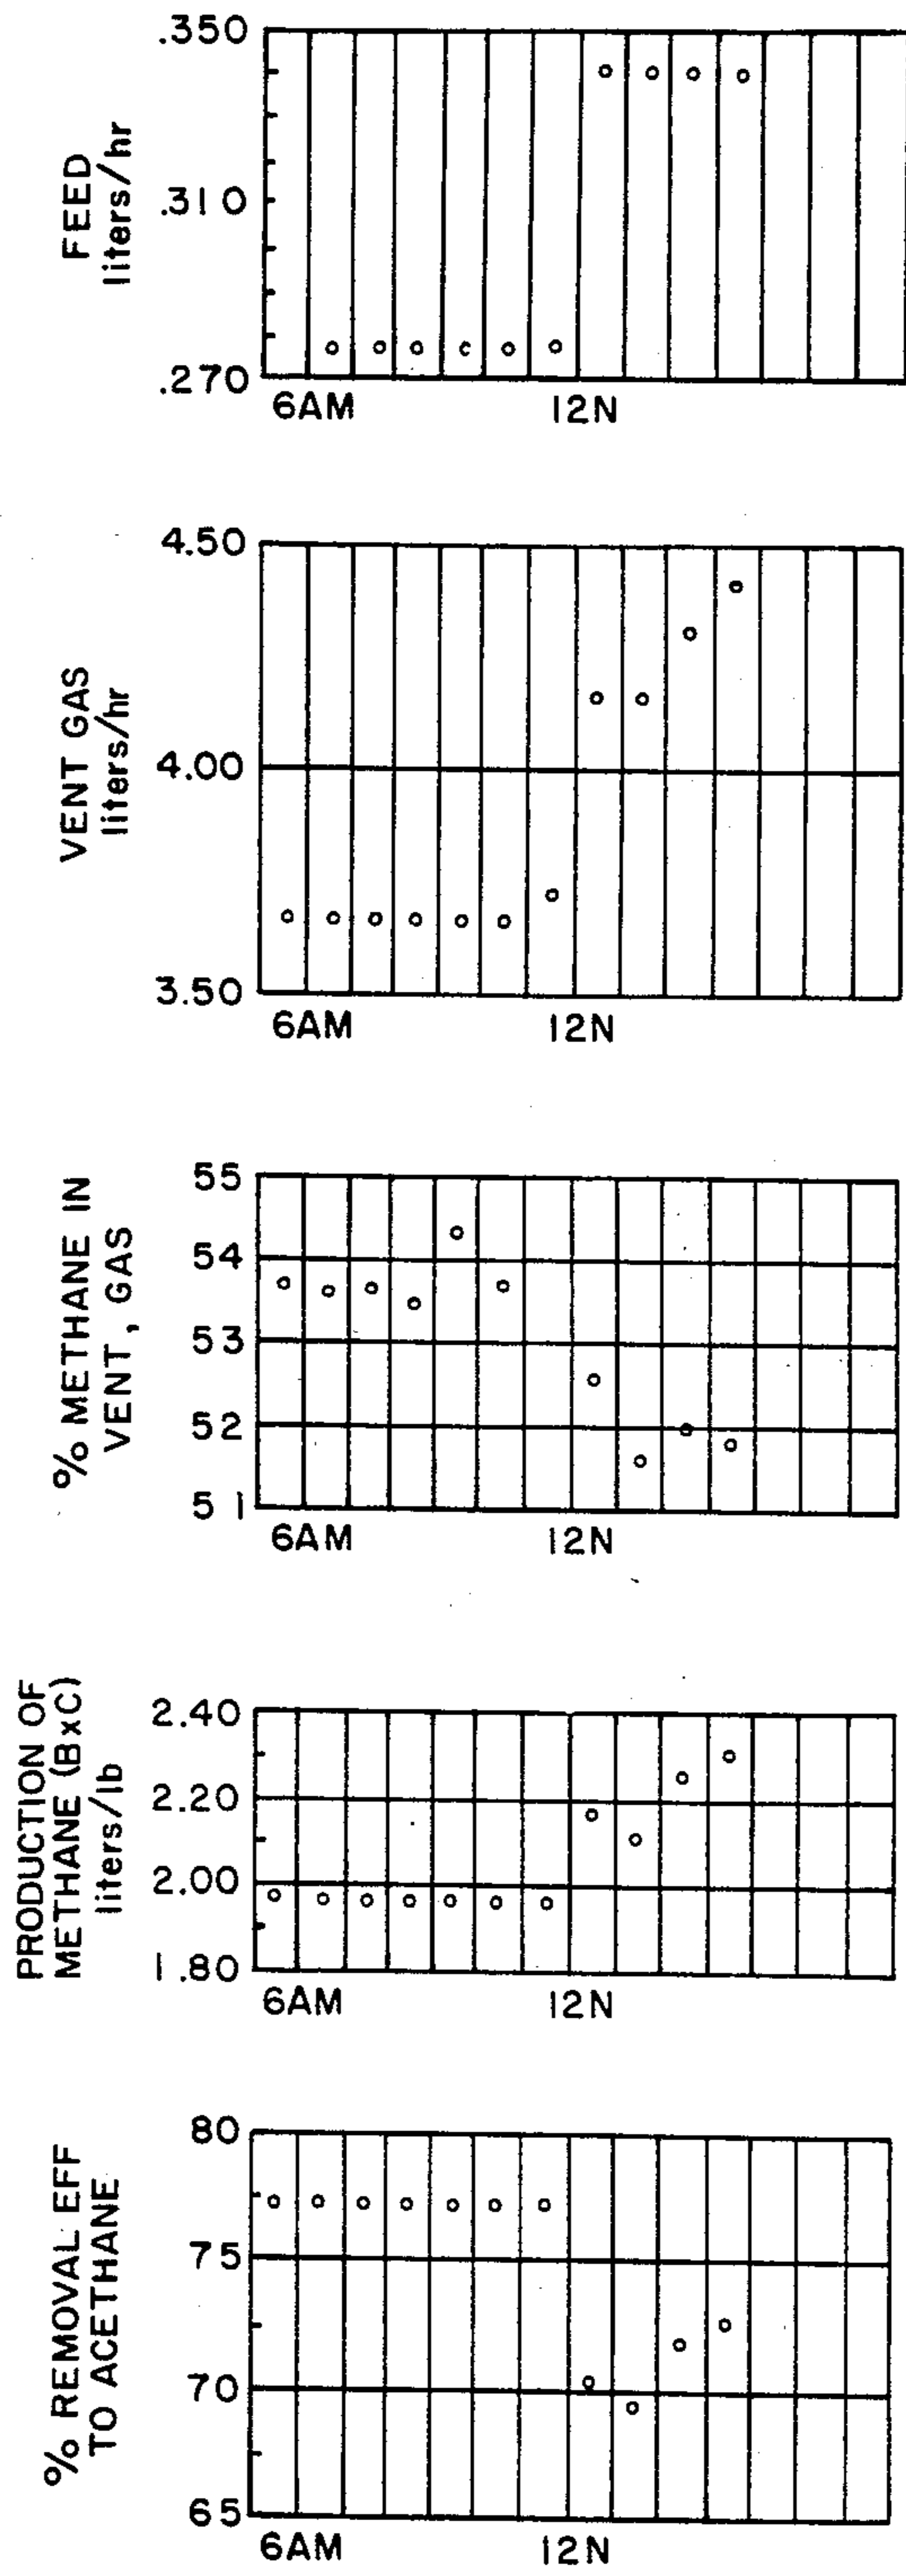 .350
FEED
liters/hr
.310
.270
6AM 12N
4.50
VENT GAS
liters/hr
4.00
3.50
6AM 12N
55
% METHANE IN
VENT, GAS
54
53
52
51
6AM 12N
PRODUCTION OF
METHANE (BxC)
liters/lb
2.40
2.20
2.00
1.80
6AM 12N
80
% REMOVAL EFF
TO ACETHANE
75
70
65
6AM 12N